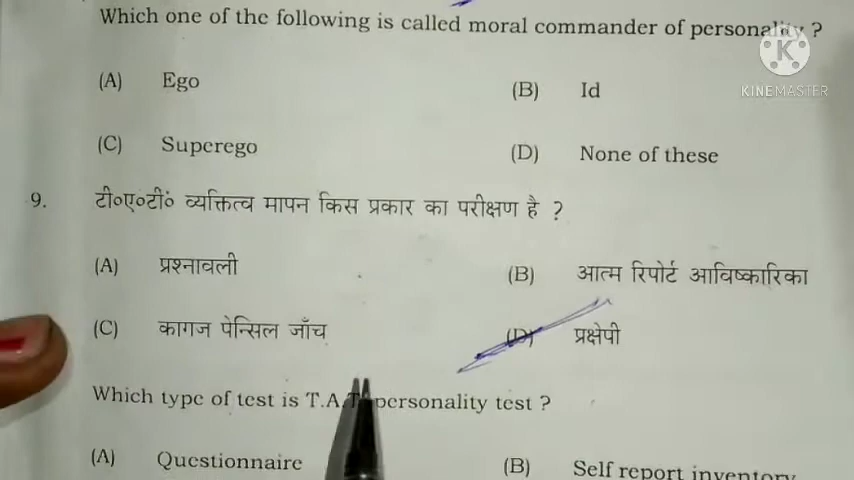 Which one of the following is called moral commander of personality ?
(A) Ego (B) Id
(C) Superego (D) None of these
9. टी०ए०टी० व्यक्तित्व मापन किस प्रकार का परीक्षण है ?
(A) प्रश्नावली (B) आत्म रिपोर्ट आविष्कारिका
(C) कागज पेन्सिल जाँच (D) प्रक्षेपी
Which type of test is T.A.T. personality test ?
(A) Questionnaire (B) Self report inventory
K
KINEMASTER